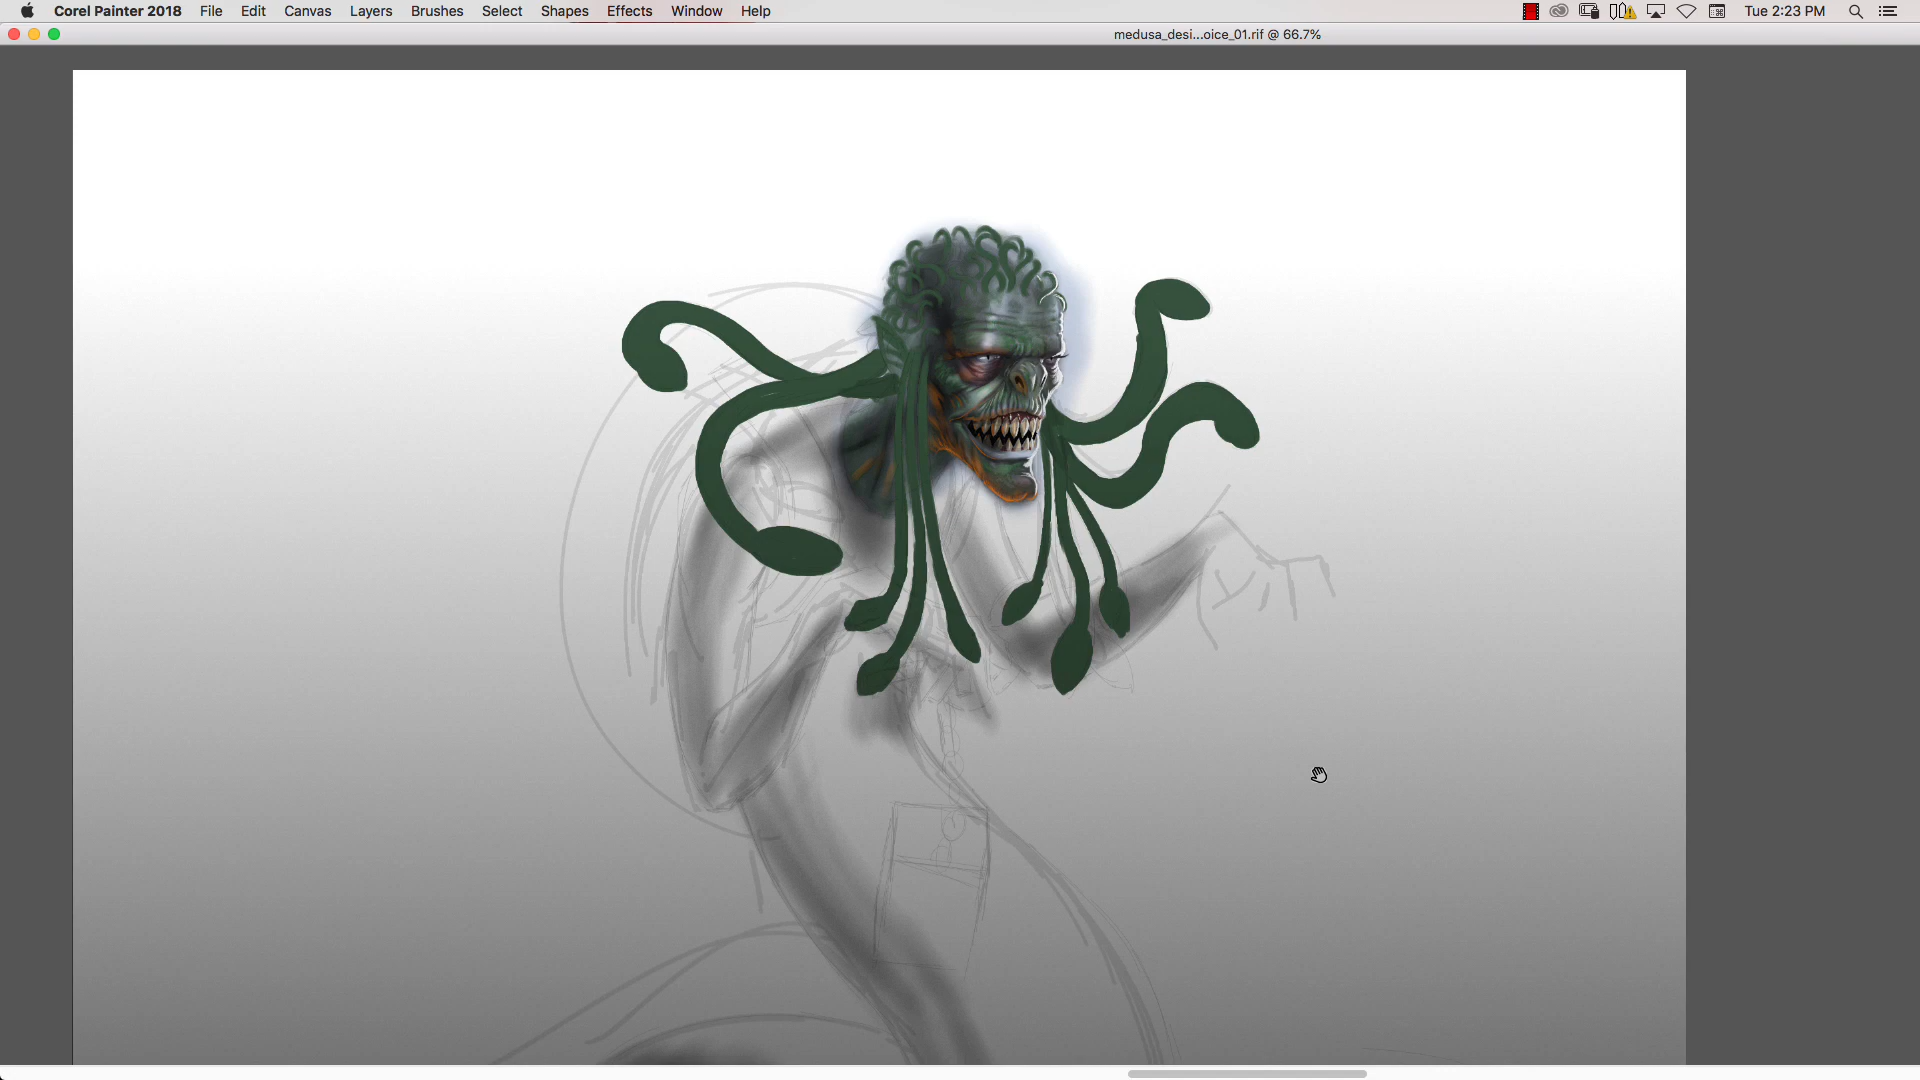 Corel Painter 2018 File Edit Canvas Layers Brushes Select Shapes Effects Window Help Tue 2:23 PM
medusa_desi...oice_01.rif @ 66.7%